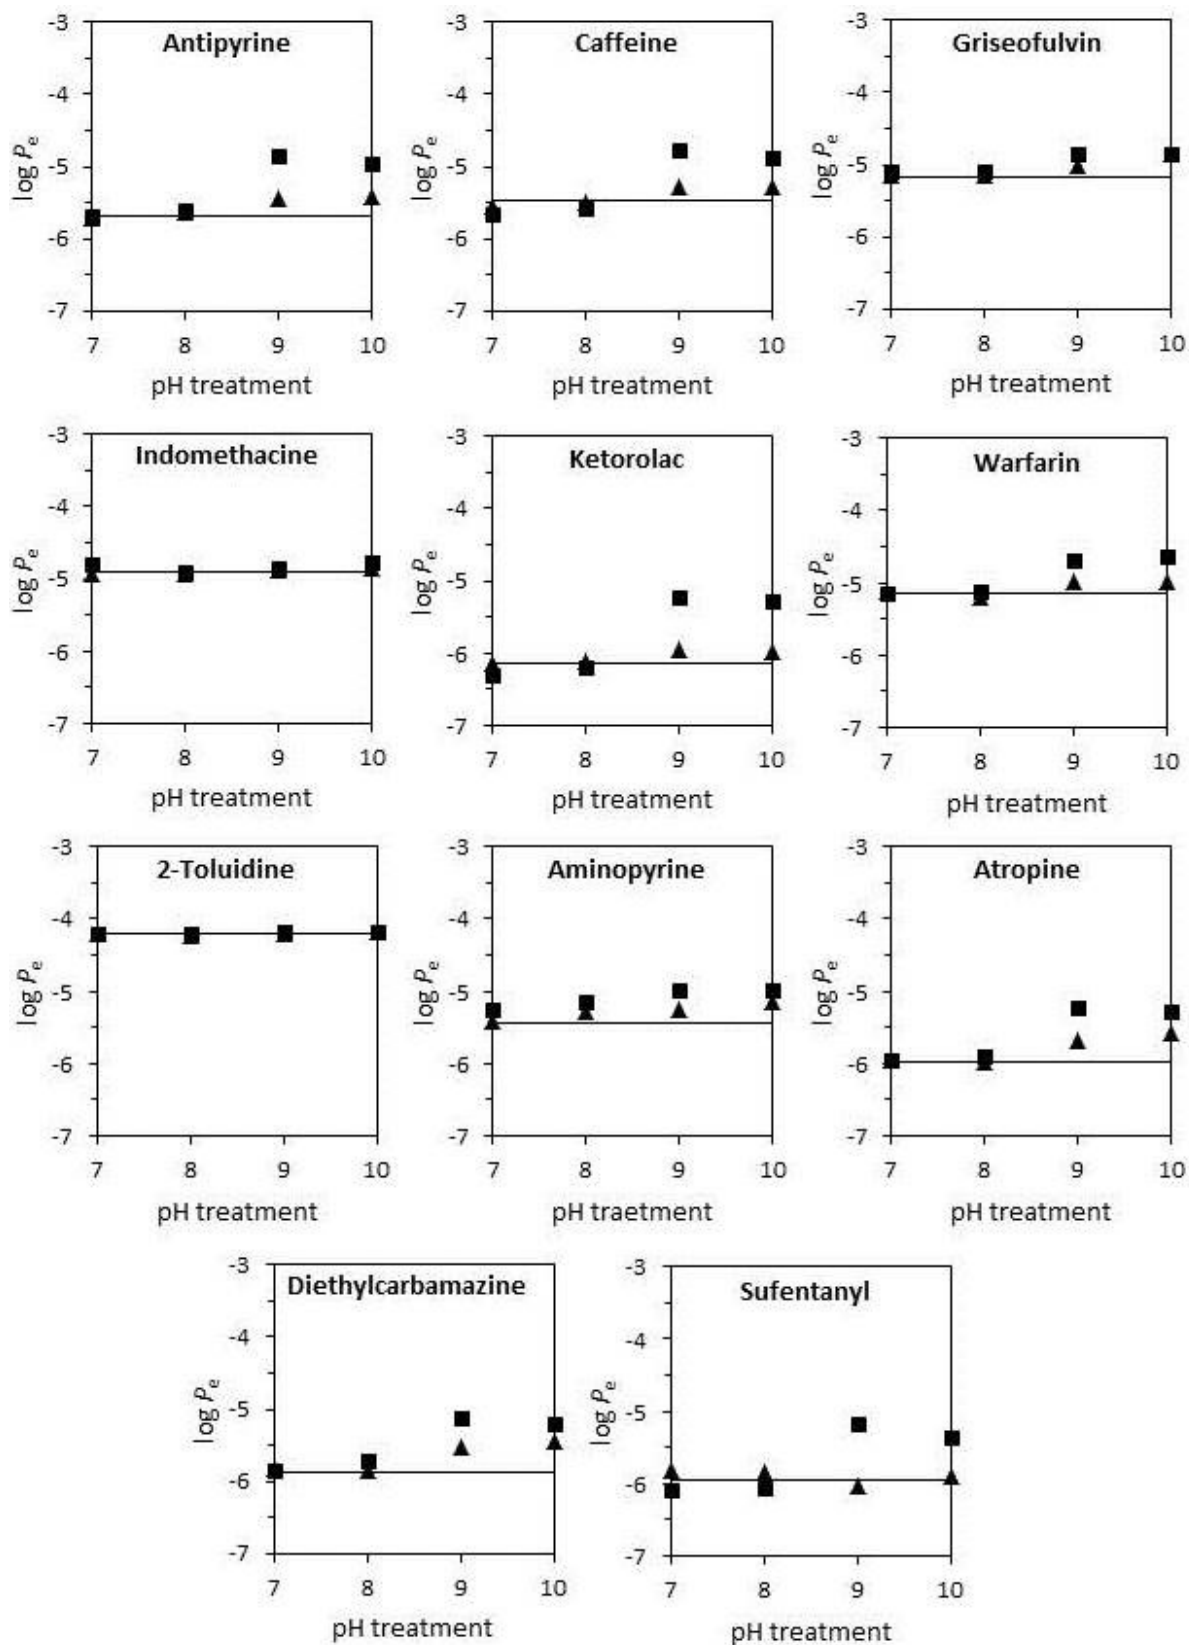 Antipyrine
-3
-4
-5
-6
-7
log Pe
7 8 9 10
pH treatment
Caffeine
-3
-4
-5
-6
-7
log Pe
7 8 9 10
pH treatment
Griseofulvin
-3
-4
-5
-6
-7
log Pe
7 8 9 10
pH treatment
Indomethacine
-3
-4
-5
-6
-7
log Pe
7 8 9 10
pH treatment
Ketorolac
-3
-4
-5
-6
-7
log Pe
7 8 9 10
pH treatment
Warfarin
-3
-4
-5
-6
-7
log Pe
7 8 9 10
pH treatment
2-Toluidine
-3
-4
-5
-6
-7
log Pe
7 8 9 10
pH treatment
Aminopyrine
-3
-4
-5
-6
-7
log Pe
7 8 9 10
pH traetment
Atropine
-3
-4
-5
-6
-7
log Pe
7 8 9 10
pH treatment
Diethylcarbamazine
-3
-4
-5
-6
-7
log Pe
7 8 9 10
pH treatment
Sufentanyl
-3
-4
-5
-6
-7
log Pe
7 8 9 10
pH treatment